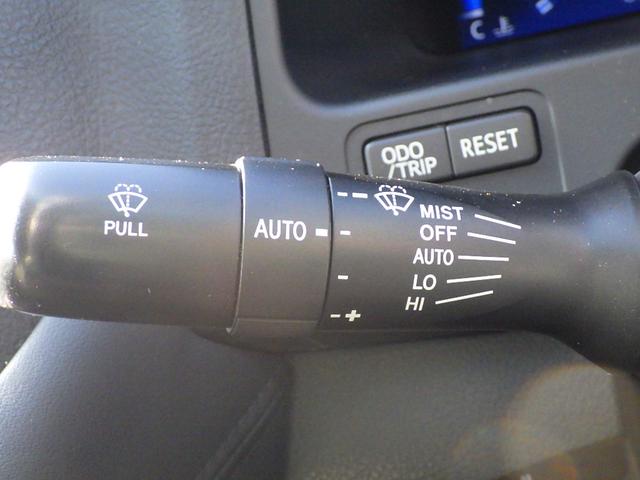 C
ODO
/TRIP
RESET
PULL
AUTO
MIST
OFF
AUTO
LO
HI
- +